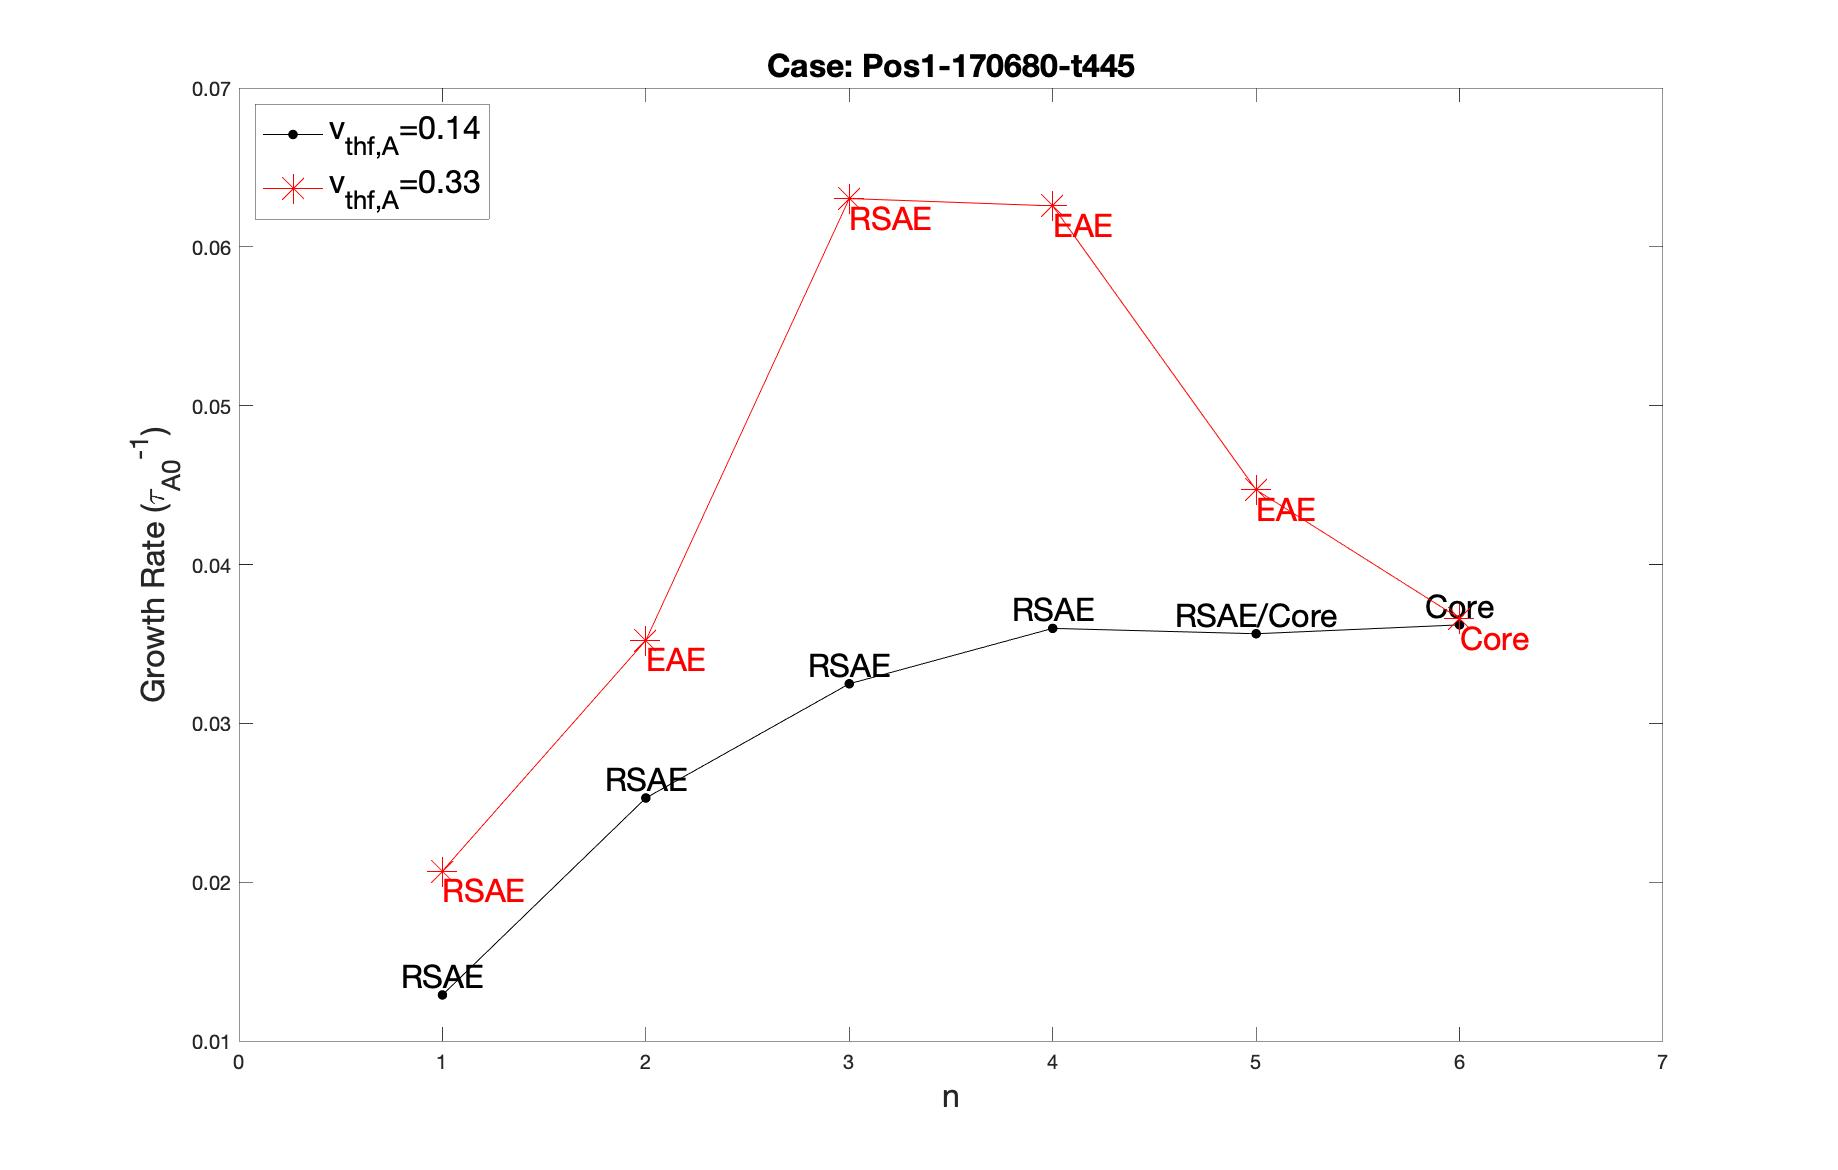 Case: Pos1-170680-t445
v_thf,A=0.14
v_thf,A=0.33
Growth Rate (τ_A0^-1)
0.07
0.06
0.05
0.04
0.03
0.02
0.01
RSAE
EAE
EAE
Core
RSAE
RSAE/Core
Core
EAE
RSAE
RSAE
RSAE
RSAE
0 1 2 3 4 5 6 7
n